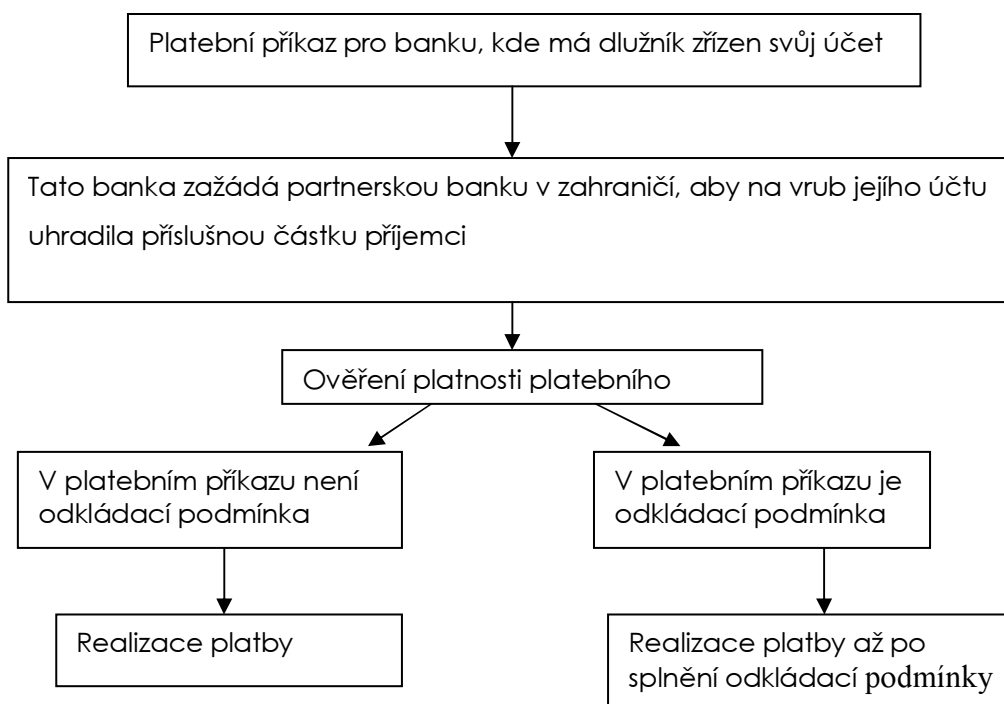 Platební příkaz pro banku, kde má dlužník zřízen svůj účet
Tato banka zažádá partnerskou banku v zahraničí, aby na vrub jejího účtu
uhradila příslušnou částku příjemci
Ověření platnosti platebního
V platebním příkazu není
odkládací podmínka
V platebním příkazu je
odkládací podmínka
Realizace platby
Realizace platby až po
splnění odkládací podmínky